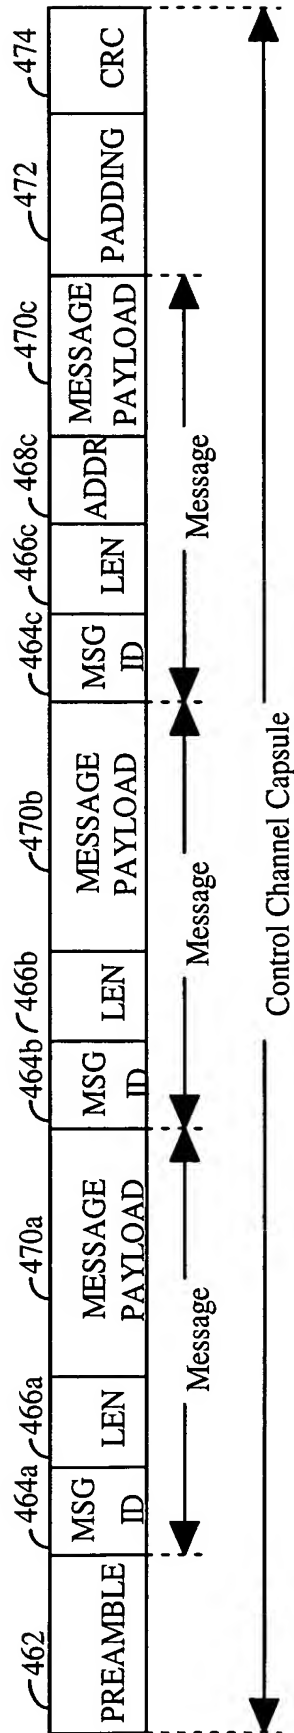 462
464a
466a
470a
464b
466b
470b
464c
466c
468c
470c
472
474
PREAMBLE
MSG
ID
LEN
MESSAGE
PAYLOAD
MSG
ID
LEN
MESSAGE
PAYLOAD
MSG
ID
LEN
ADDR
MESSAGE
PAYLOAD
PADDING
CRC
Message
Message
Message
Control Channel Capsule